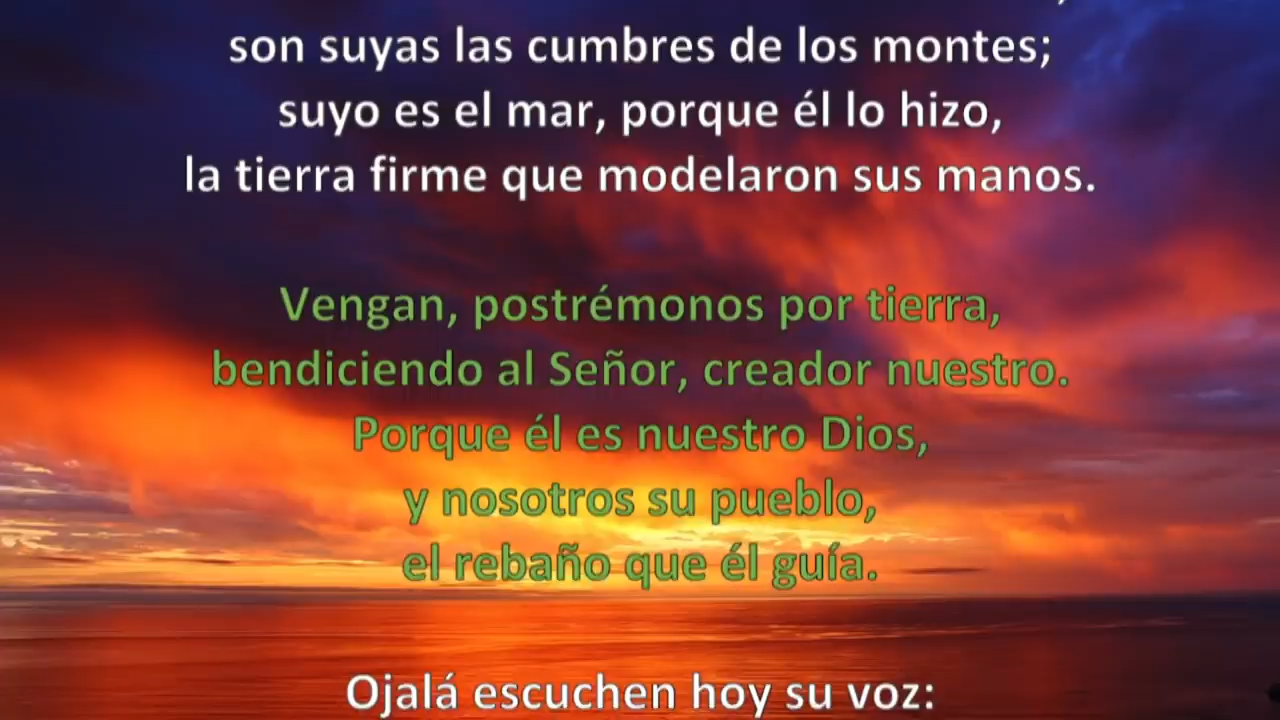 son suyas las cumbres de los montes;
suyo es el mar, porque él lo hizo,
la tierra firme que modelaron sus manos.
Vengan, postrémonos por tierra,
bendiciendo al Señor, creador nuestro.
Porque él es nuestro Dios,
y nosotros su pueblo,
el rebaño que él guía.
Ojalá escuchen hoy su voz: